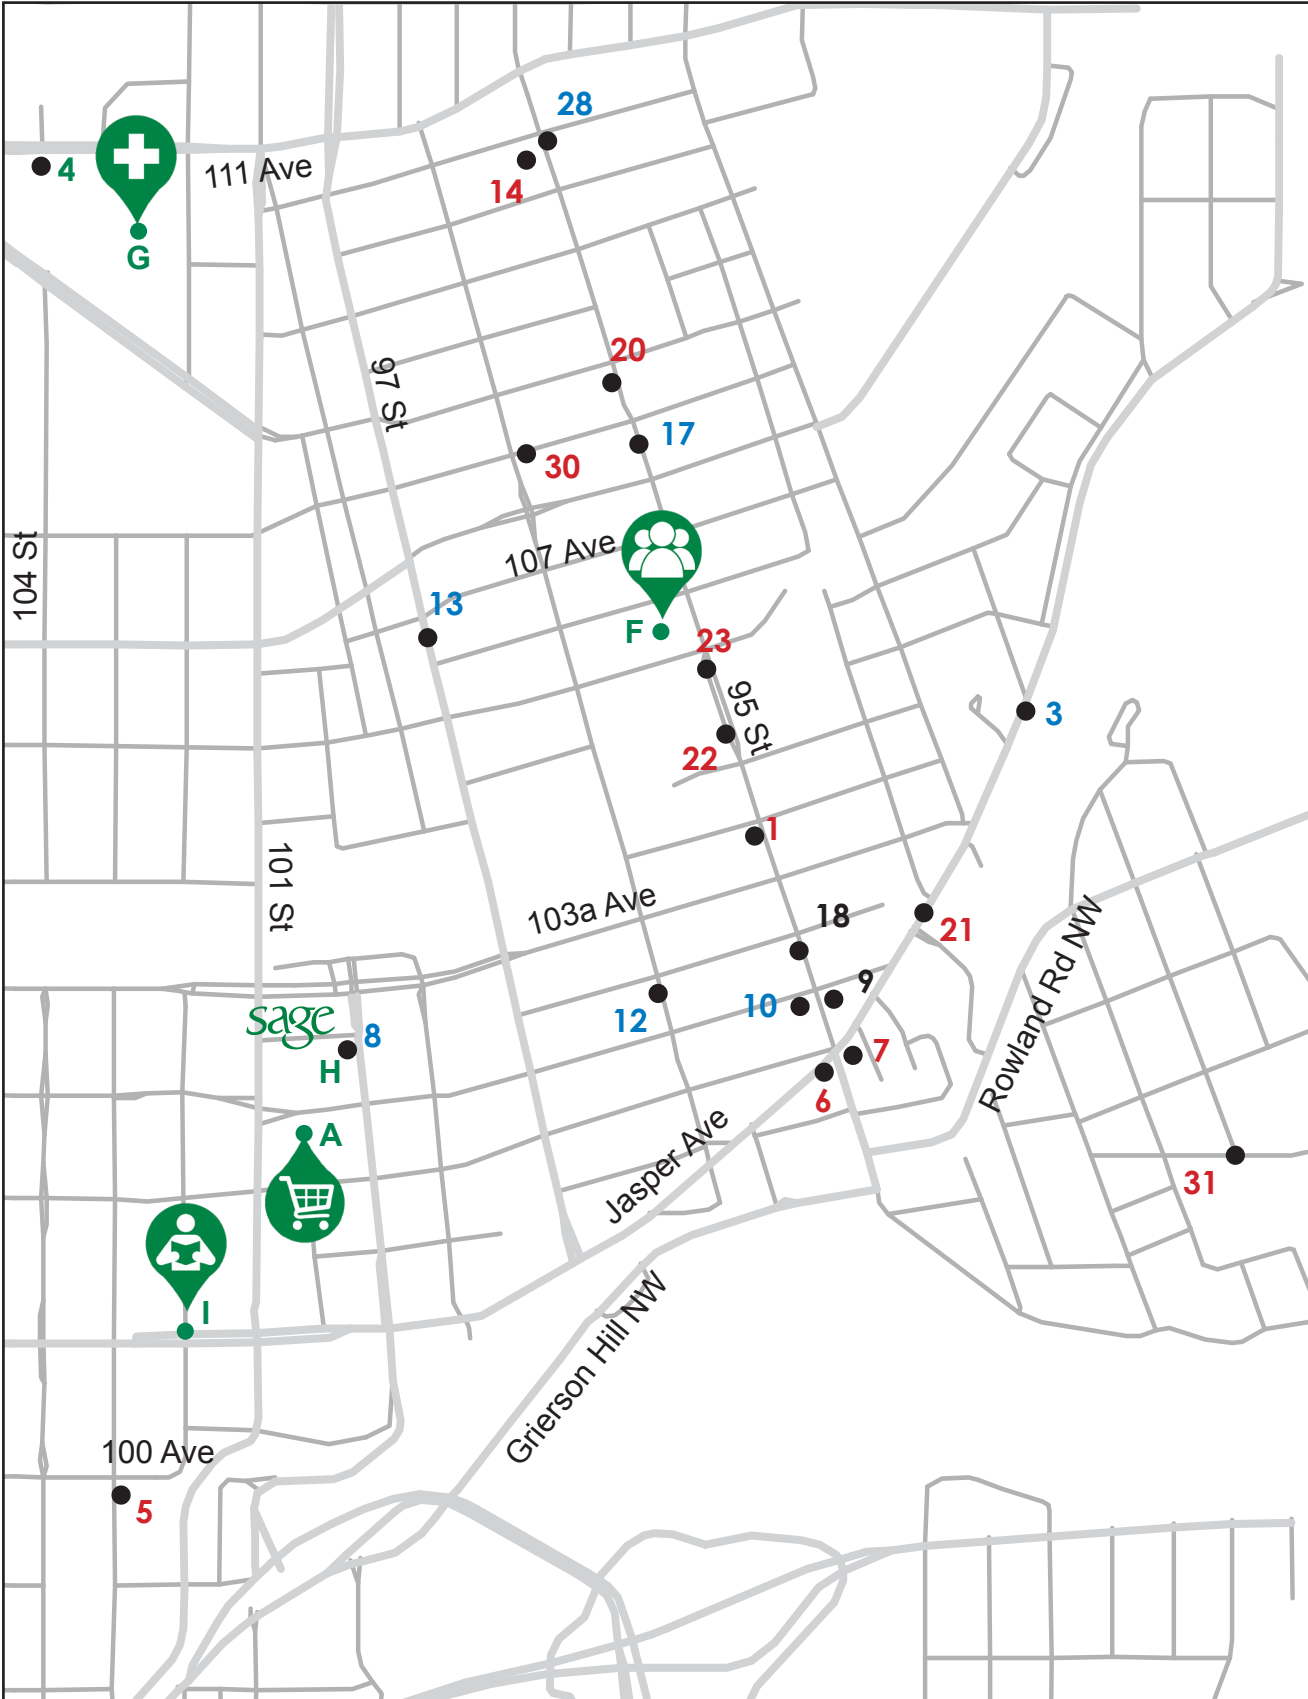 28
4
111 Ave
14
G
20
97 St
17
30
104 St
107 Ave
13
F
23
95 St
3
22
1
101 St
103a Ave
18
21
9
Rowland Rd NW
sage
8
12
10
H
7
6
A
Jasper Ave
31
I
Grierson Hill NW
100 Ave
5